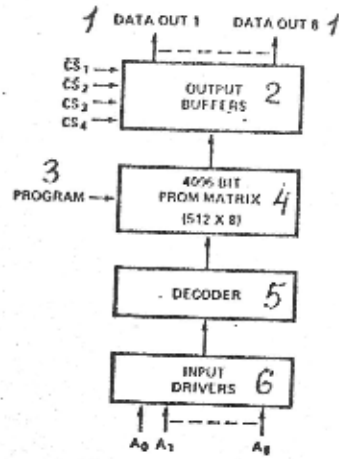 1 DATA OUT 1 DATA OUT 8 1
CS1
CS2 OUTPUT 2
CS3 BUFFERS
CS4
3 4096 BIT
PROGRAM PROM MATRIX 4
(512 X 8)
DECODER 5
INPUT
DRIVERS 6
A0 A1 A8